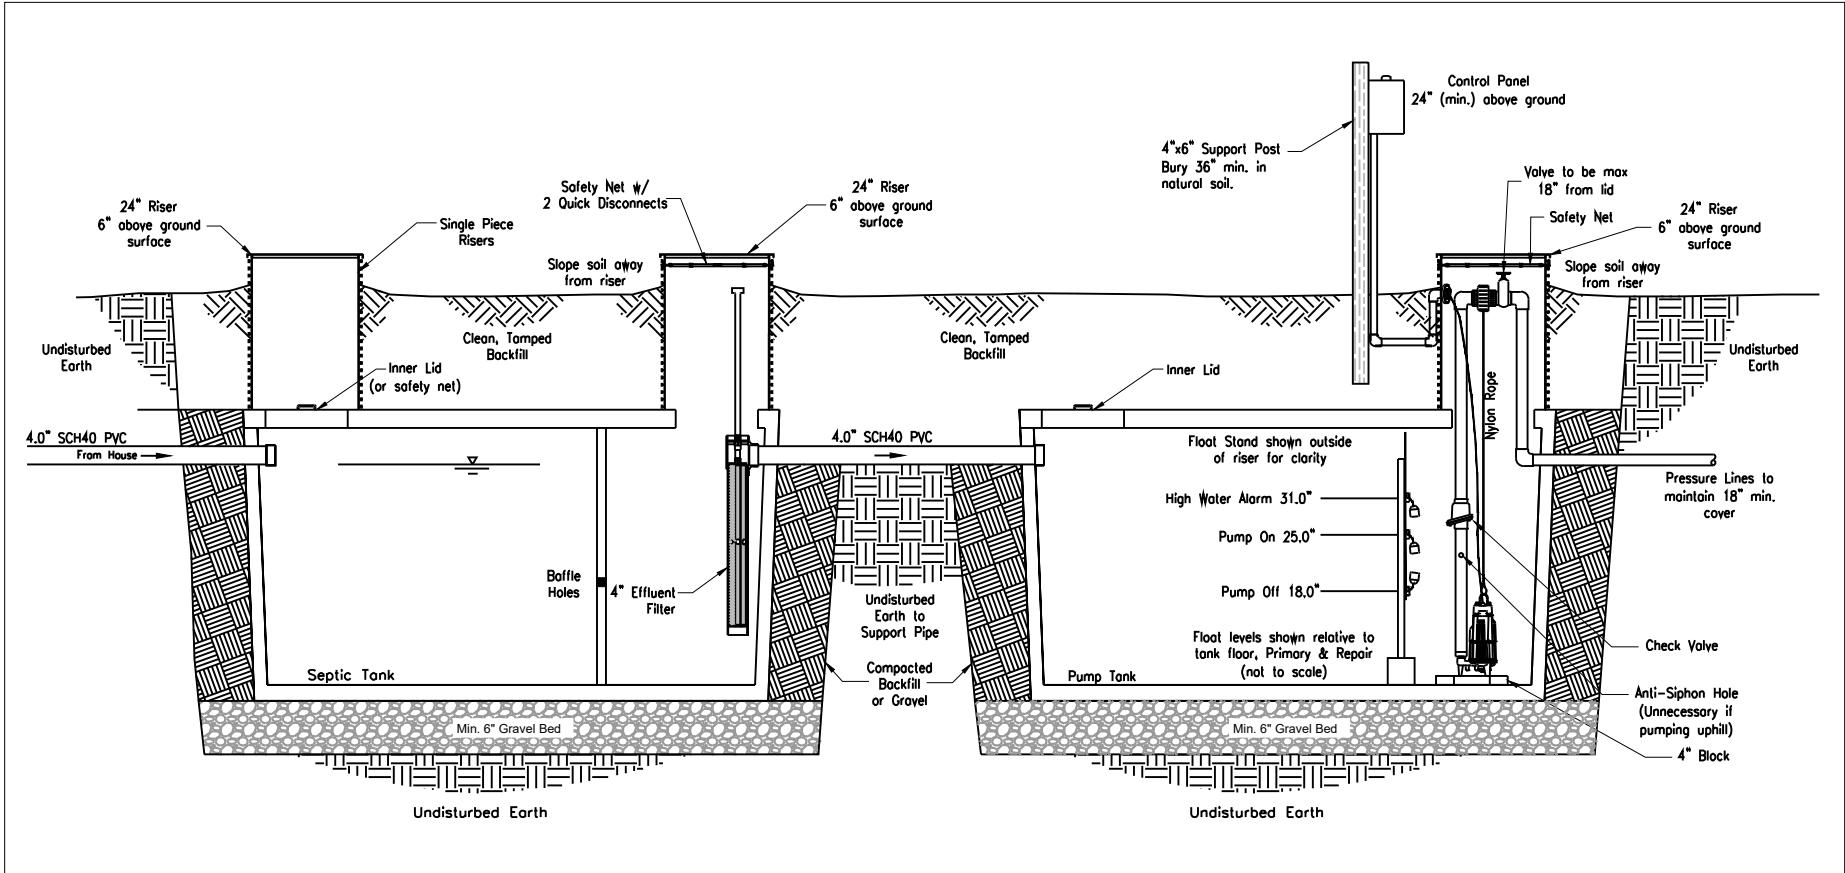 Control Panel
24" (min.) above ground
4"x6" Support Post
Bury 36" min. in
natural soil.
Valve to be max
18" from lid
Safety Net w/
2 Quick Disconnects
24" Riser
6" above ground
surface
24" Riser
6" above ground
surface
Single Piece
Risers
Safety Net
24" Riser
6" above ground
surface
Slope soil away
from riser
Slope soil away
from riser
Undisturbed
Earth
Clean, Tamped
Backfill
Clean, Tamped
Backfill
Undisturbed
Earth
Inner Lid
(or safety net)
Inner Lid
Nylon Rope
4.0" SCH40 PVC
From House
4.0" SCH40 PVC
Float Stand shown outside
of riser for clarity
Pressure Lines to
maintain 18" min.
cover
High Water Alarm 31.0"
Pump On 25.0"
Pump Off 18.0"
Baffle
Holes
4" Effluent
Filter
Undisturbed
Earth to
Support Pipe
Float levels shown relative to
tank floor, Primary & Repair
(not to scale)
Check Valve
Septic Tank
Compacted
Backfill
or Gravel
Pump Tank
Anti-Siphon Hole
(Unnecessary if
pumping uphill)
4" Block
Min. 6" Gravel Bed
Min. 6" Gravel Bed
Undisturbed Earth
Undisturbed Earth